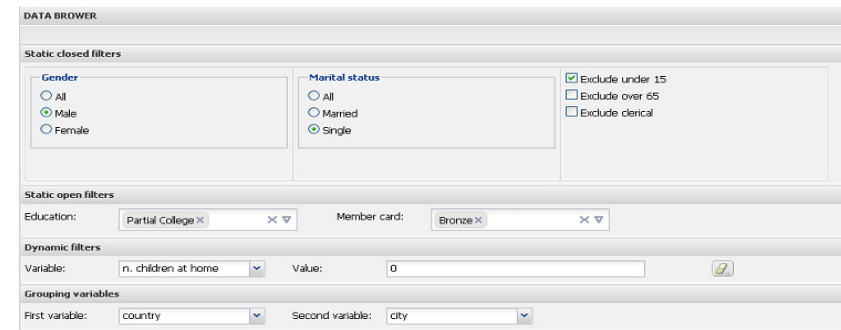 DATA BROWER
Static closed filters
Gender
All
Male
Female
Marital status
All
Married
Single
Exclude under 15
Exclude over 65
Exclude clerical
Static open filters
Education: Partial College Member card: Bronze
Dynamic filters
Variable: n. children at home Value: 0
Grouping variables
First variable: country Second variable: city